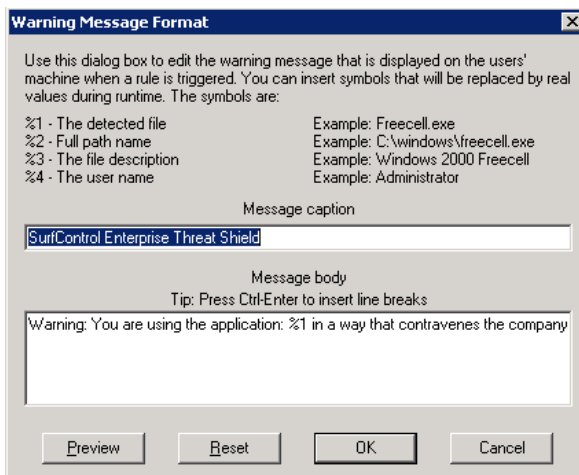 Warning Message Format
Use this dialog box to edit the warning message that is displayed on the users'
machine when a rule is triggered. You can insert symbols that will be replaced by real
values during runtime. The symbols are:
%1 - The detected file Example: Freecell.exe
%2 - Full path name Example: C:\windows\freecell.exe
%3 - The file description Example: Windows 2000 Freecell
%4 - The user name Example: Administrator
Message caption
SurfControl Enterprise Threat Shield
Message body
Tip: Press Ctrl-Enter to insert line breaks
Warning: You are using the application: %1 in a way that contravenes the company
Preview Reset OK Cancel